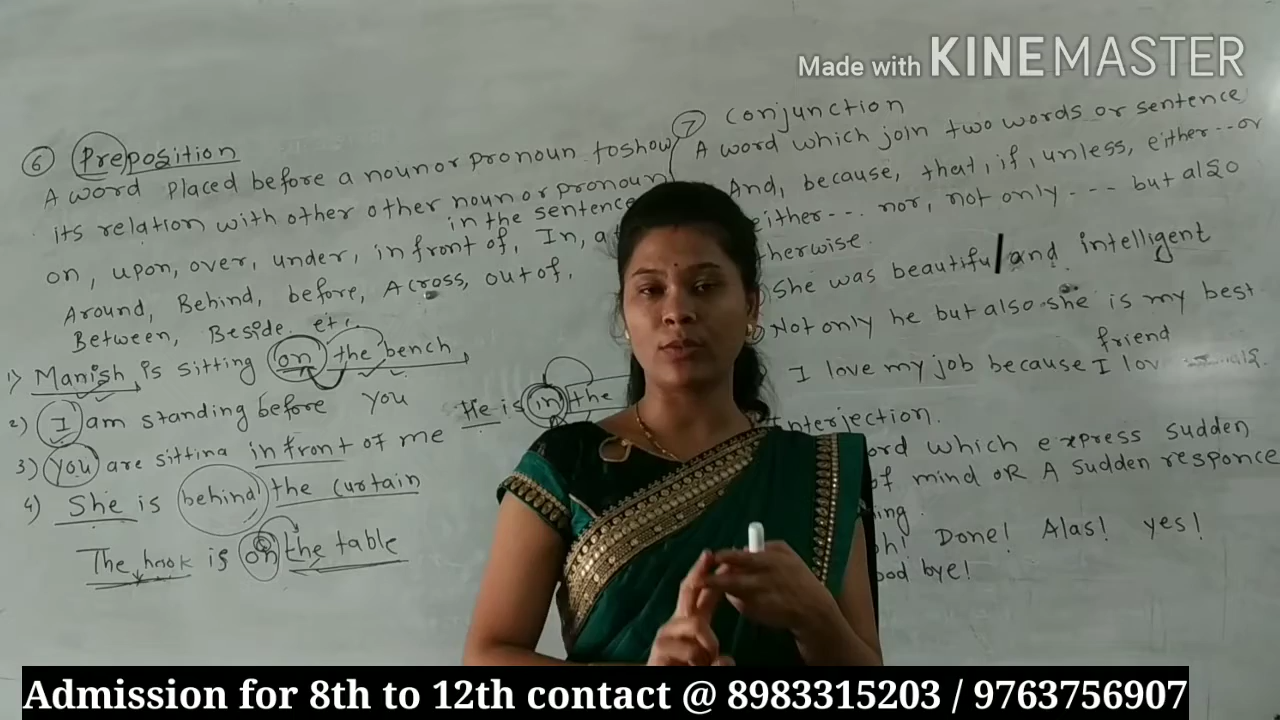 Made with KINEMASTER
6 Preposition
A word placed before a noun or pronoun to show
its relation with other other noun or pronoun
in the sentence
on, upon, over, under, in front of, In, a
Around, Behind, before, Across, out of,
Between, Beside. etc.
1) Manish is sitting on the bench
2) I am standing before you
He is in the
3) you are sitting in front of me
4) She is behind the curtain
The book is on the table
7 Conjunction
A word which join two words or sentence
And, because, that, if, unless, either -- or
either --- nor, not only --- but also
therwise.
She was beautiful and intelligent
Not only he but also she is my best
friend
I love my job because I lov
nterjection.
ord which express sudden
of mind OR A sudden responce
ing.
oh! Done! Alas! yes!
ood bye!
Admission for 8th to 12th contact @ 8983315203 / 9763756907